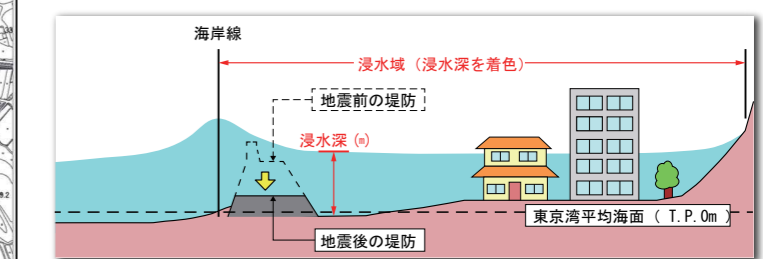 海岸線
浸水域（浸水深を着色）
地震前の堤防
浸水深(m)
東京湾平均海面（ T.P.0m ）
地震後の堤防